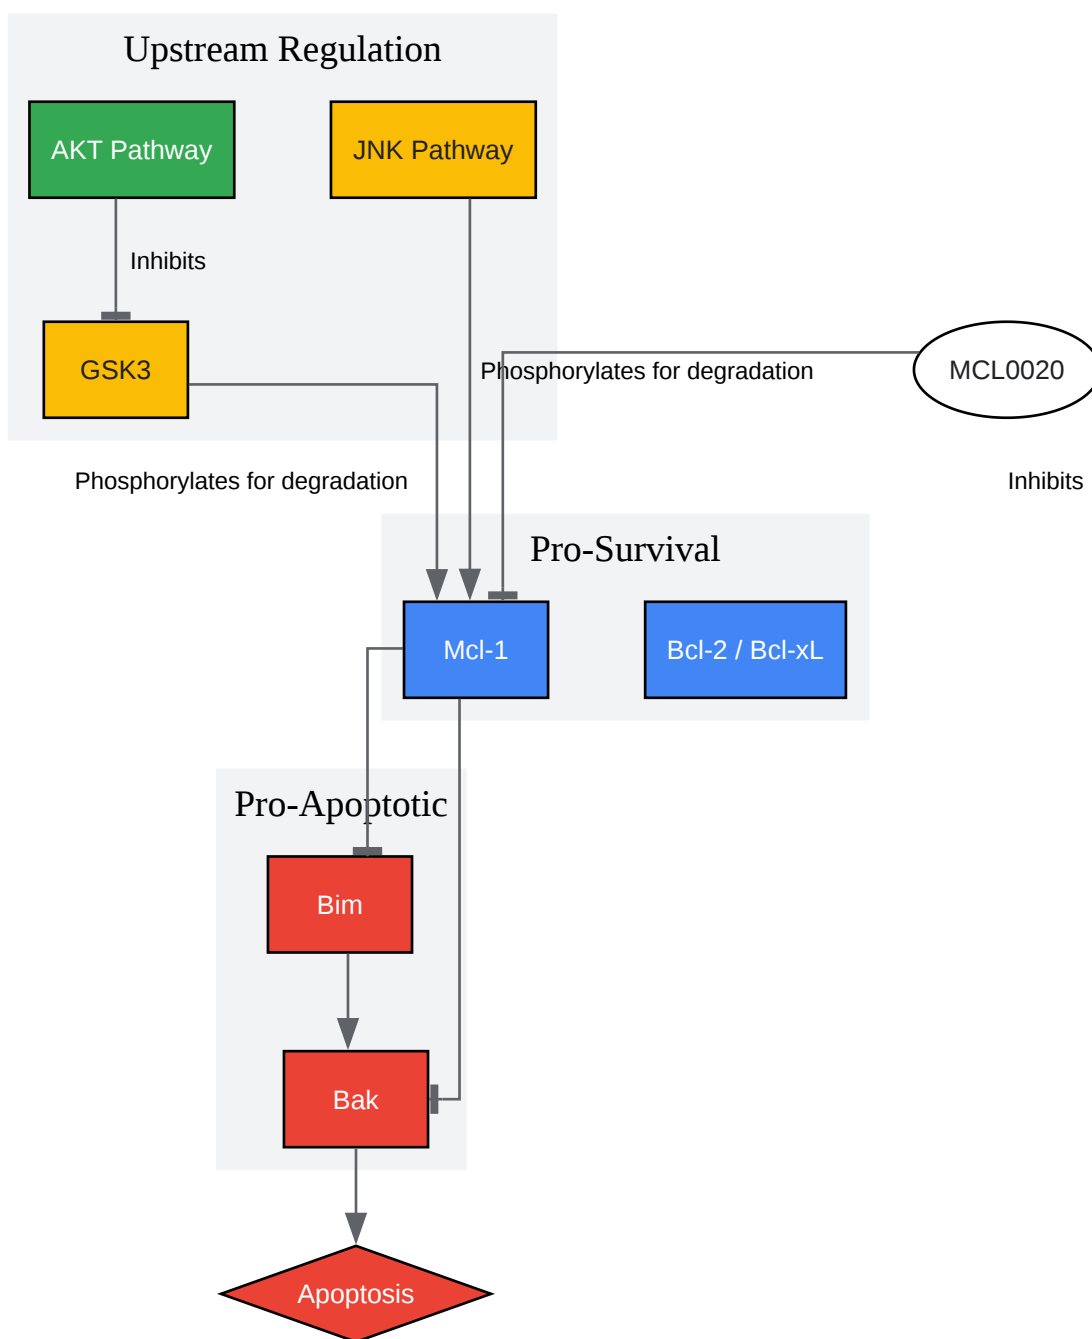 Upstream Regulation
AKT Pathway
JNK Pathway
Inhibits
GSK3
Phosphorylates for degradation
MCL0020
Phosphorylates for degradation
Inhibits
Pro-Survival
Mcl-1
Bcl-2 / Bcl-xL
Pro-Apoptotic
Bim
Bak
Apoptosis